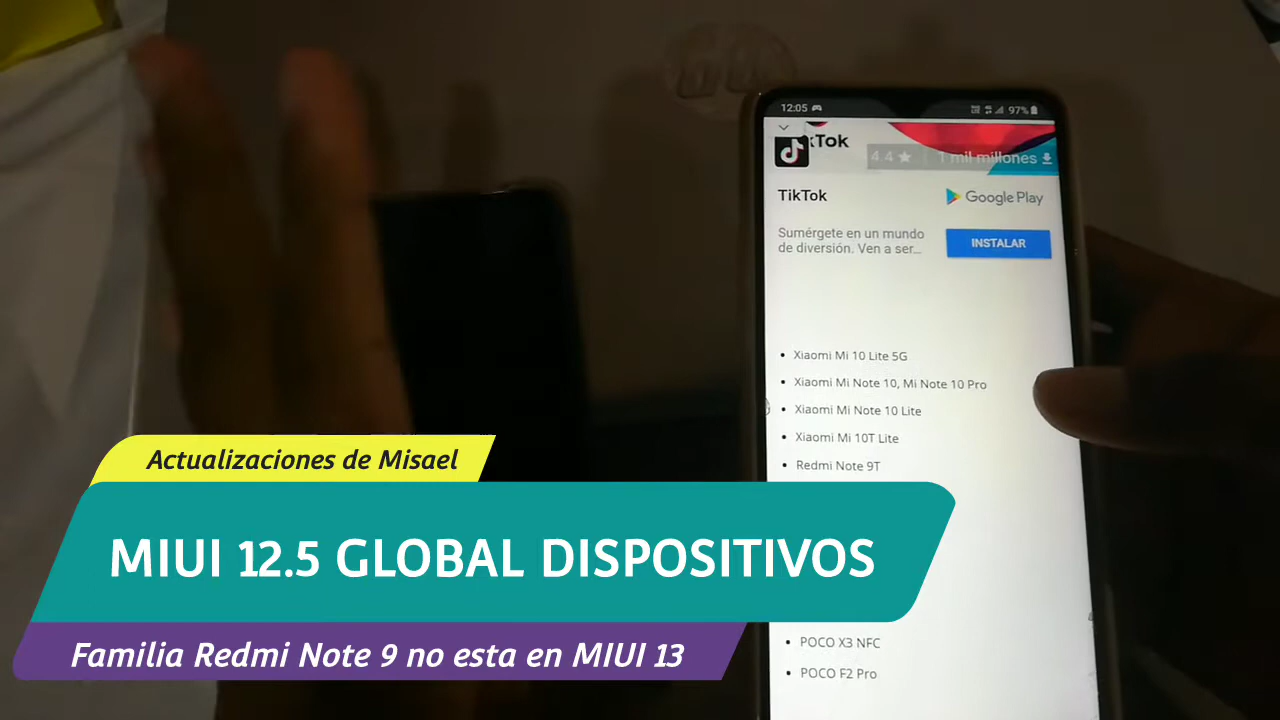 12:05
97%
kTok
4.4 ★ 1 mil millones
TikTok
Google Play
Sumérgete en un mundo
de diversión. Ven a ser...
INSTALAR
• Xiaomi Mi 10 Lite 5G
• Xiaomi Mi Note 10, Mi Note 10 Pro
• Xiaomi Mi Note 10 Lite
• Xiaomi Mi 10T Lite
• Redmi Note 9T
• POCO X3 NFC
• POCO F2 Pro
Actualizaciones de Misael
MIUI 12.5 GLOBAL DISPOSITIVOS
Familia Redmi Note 9 no esta en MIUI 13